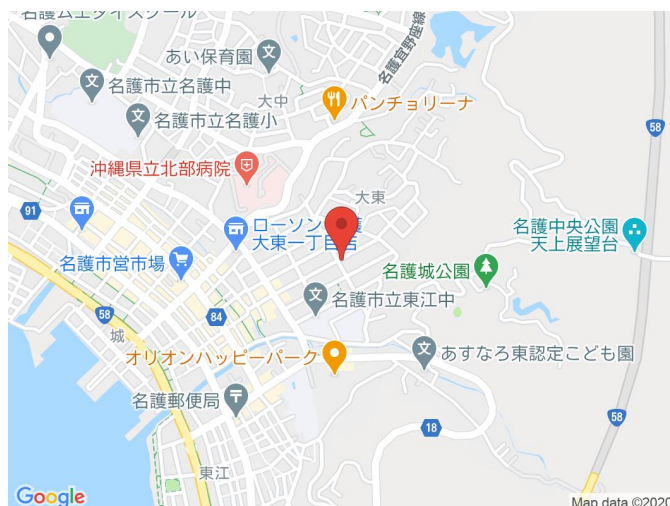 名護ムエタイスクール
あい保育園
名護宜野座線
58
名護市立名護中
大中
パンチョリーナ
名護市立名護小
沖縄県立北部病院
大東
91
ローソン
大東一丁目店
名護中央公園
天上展望台
名護市営市場
名護城公園
名護市立東江中
58
84
城
オリオンハッピーパーク
あすなろ東認定こども園
名護郵便局
18
58
東江
Google
Map data ©2020